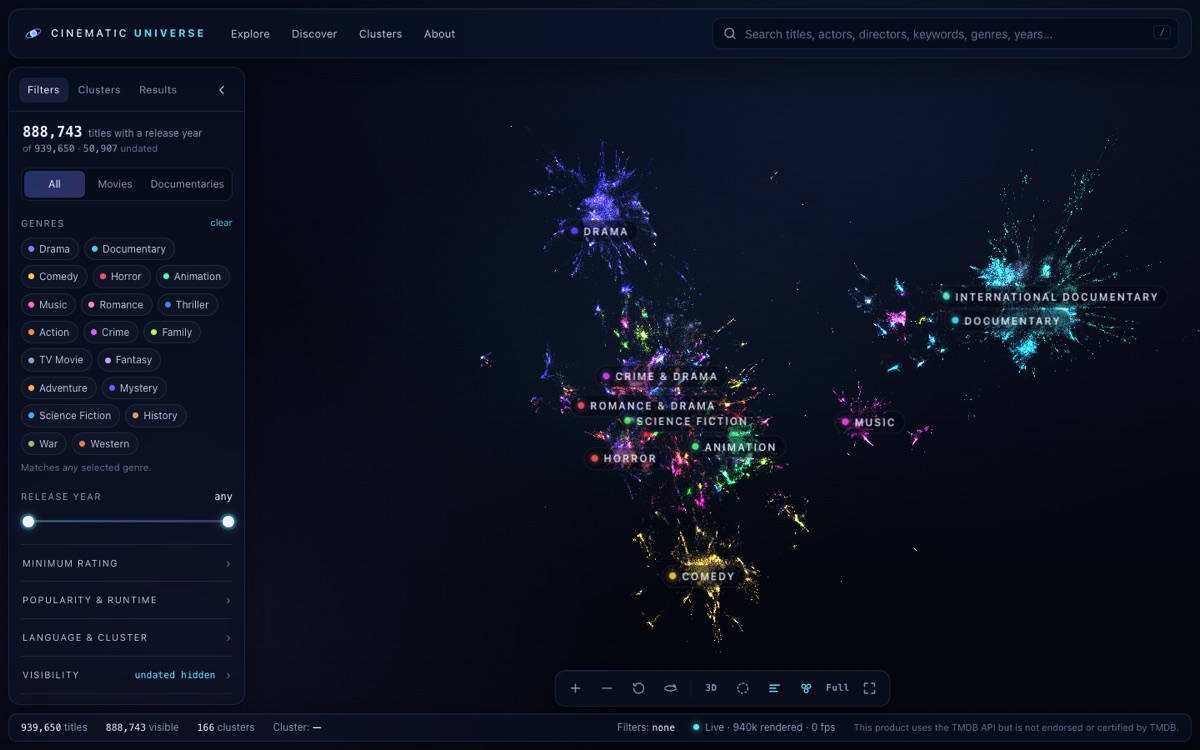 CINEMATIC UNIVERSE Explore Discover Clusters About Search titles, actors, directors, keywords, genres, years... /
Filters Clusters Results
888,743 titles with a release year
of 939,650 · 50,907 undated
All Movies Documentaries
GENRES clear
Drama Documentary
Comedy Horror Animation
Music Romance Thriller
Action Crime Family
TV Movie Fantasy
Adventure Mystery
Science Fiction History
War Western
Matches any selected genre.
RELEASE YEAR any
MINIMUM RATING
POPULARITY & RUNTIME
LANGUAGE & CLUSTER
VISIBILITY undated hidden
DRAMA
INTERNATIONAL DOCUMENTARY
DOCUMENTARY
CRIME & DRAMA
ROMANCE & DRAMA
SCIENCE FICTION
MUSIC
ANIMATION
HORROR
COMEDY
3D Full
939,650 titles 888,743 visible 166 clusters Cluster: — Filters: none Live · 940k rendered · 0 fps This product uses the TMDB API but is not endorsed or certified by TMDB.